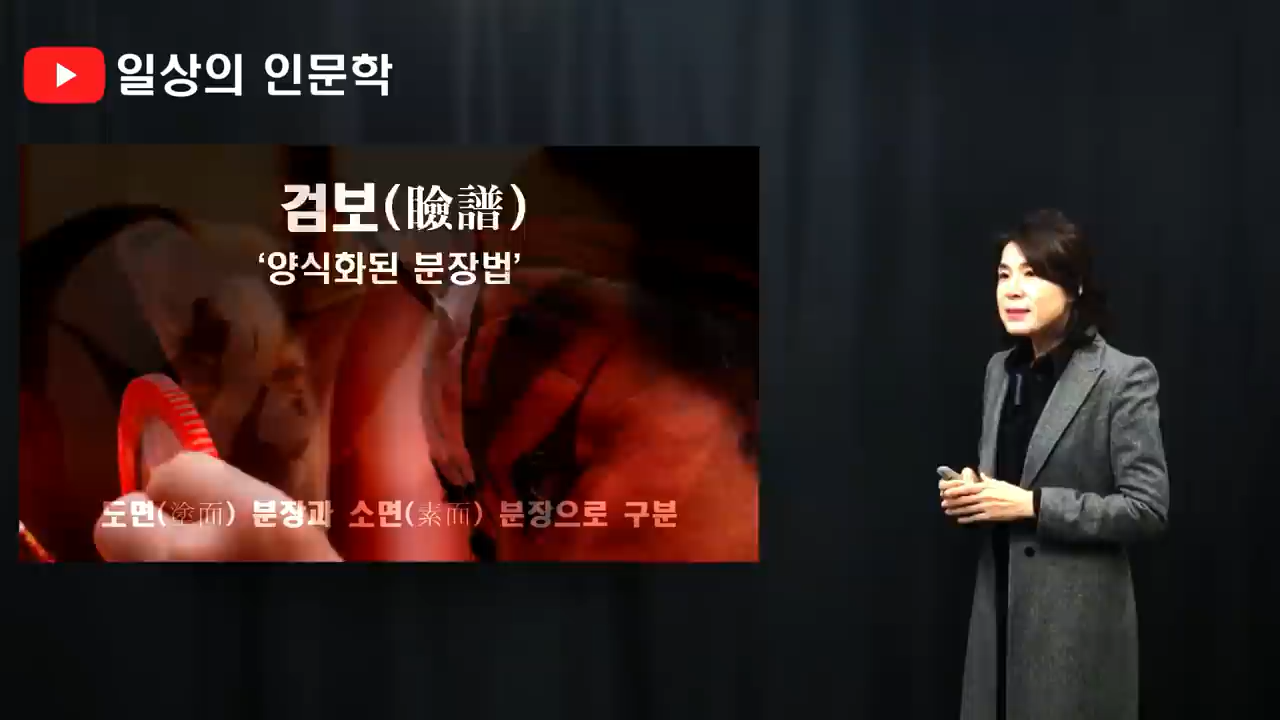 일상의 인문학
검보(臉譜)
‘양식화된 분장법’
도면(塗面) 분장과 소면(素面) 분장으로 구분